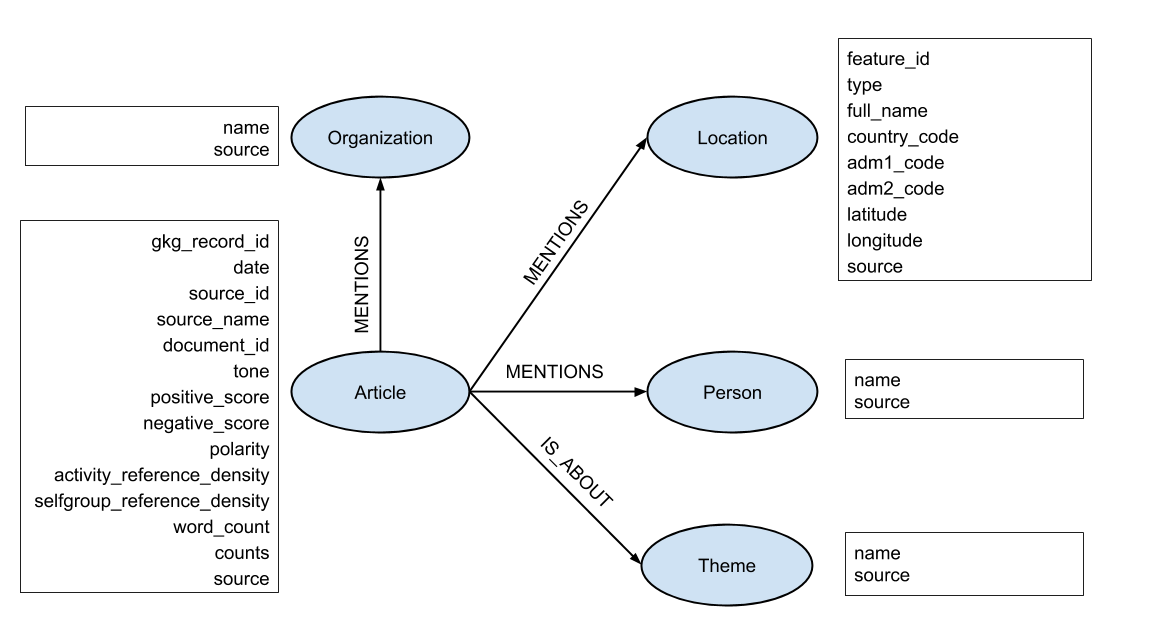 name
source
Organization
Location
feature_id
type
full_name
country_code
adm1_code
adm2_code
latitude
longitude
source
MENTIONS
MENTIONS
gkg_record_id
date
source_id
source_name
document_id
tone
positive_score
negative_score
polarity
activity_reference_density
selfgroup_reference_density
word_count
counts
source
Article
MENTIONS
Person
name
source
IS_ABOUT
Theme
name
source